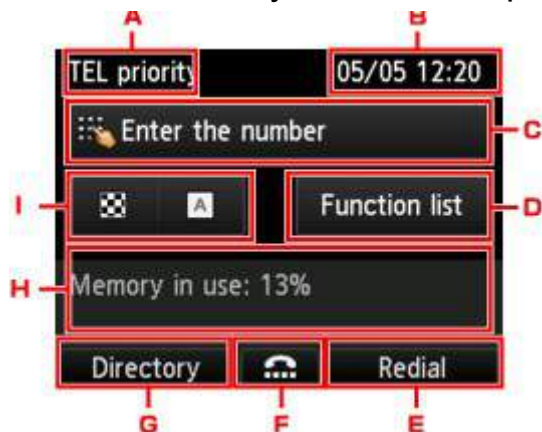 A B
TEL priority 05/05 12:20
Enter the number C
I A Function list D
H Memory in use: 13%
Directory Redial
G F E